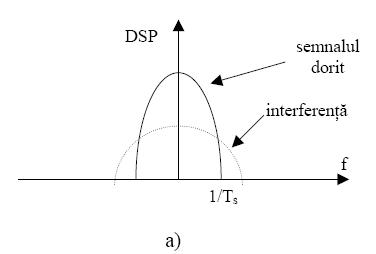 DSP
semnalul
dorit
interferență
f
1/Ts
a)